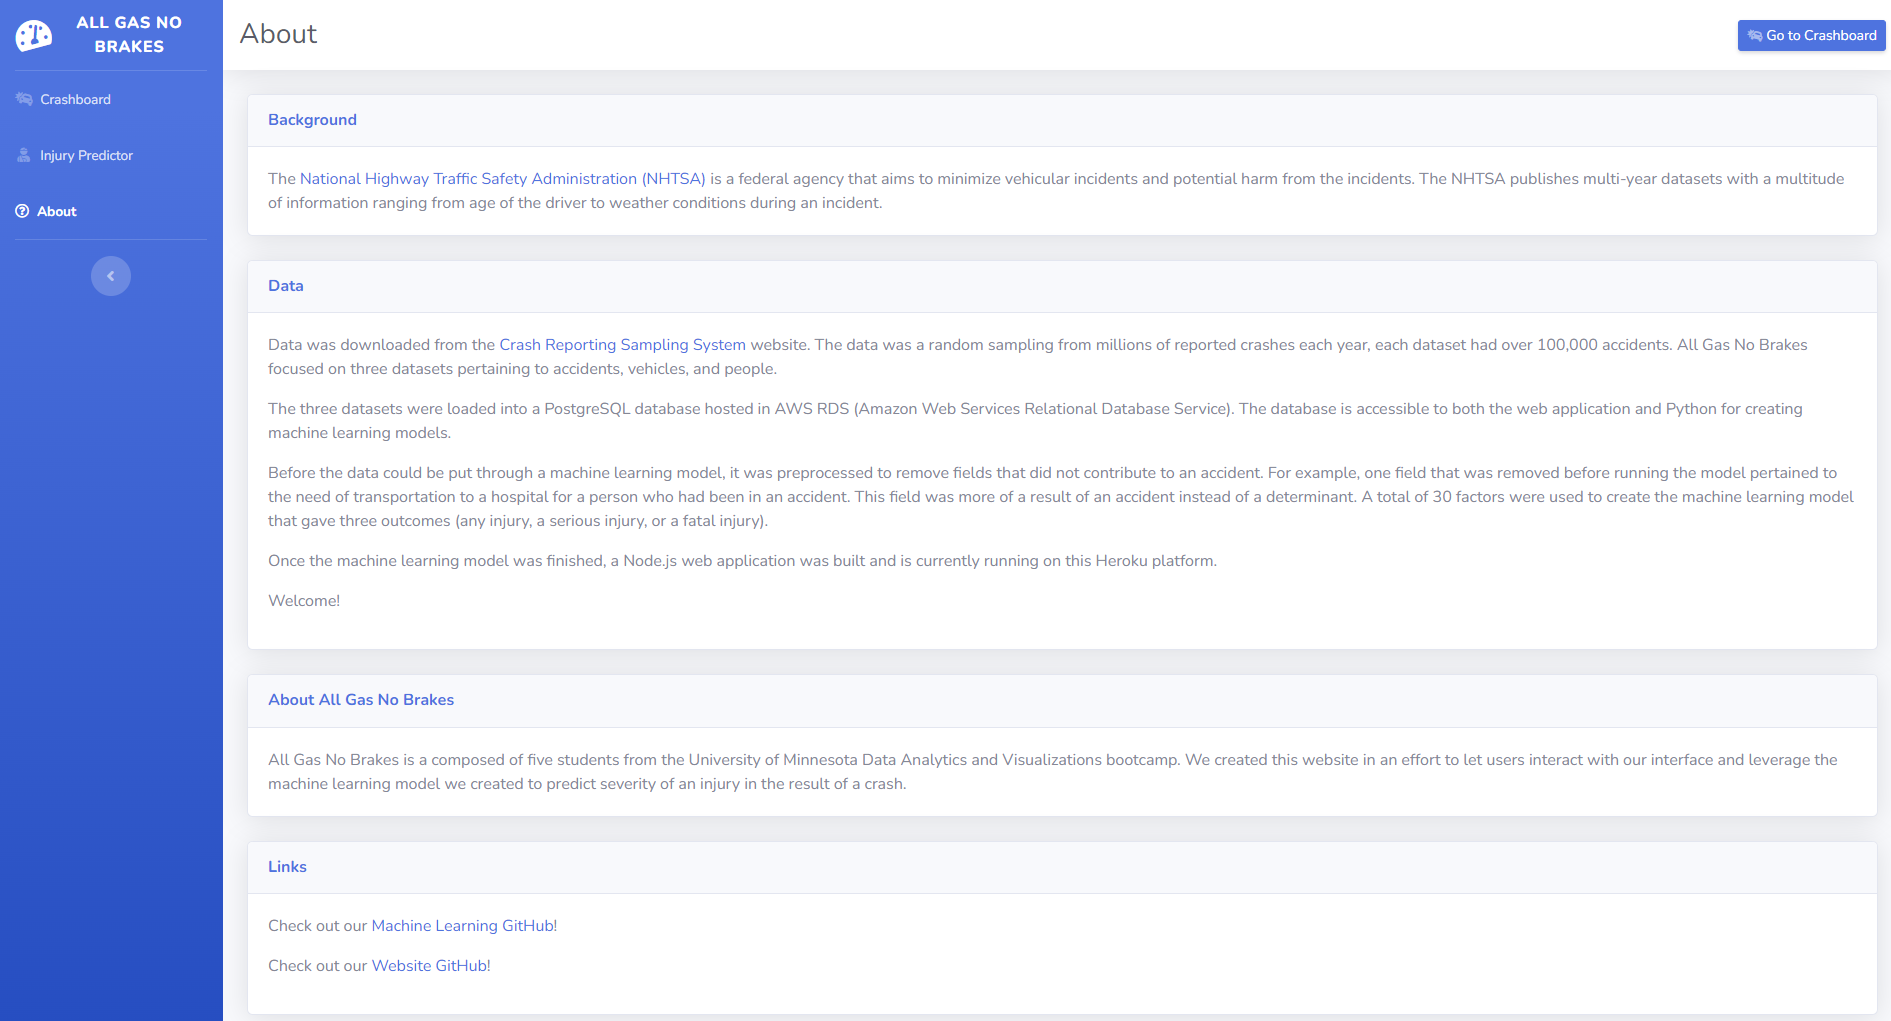 ALL GAS NO
BRAKES
Crashboard
Injury Predictor
About
About
Go to Crashboard
Background
The National Highway Traffic Safety Administration (NHTSA) is a federal agency that aims to minimize vehicular incidents and potential harm from the incidents. The NHTSA publishes multi-year datasets with a multitude
of information ranging from age of the driver to weather conditions during an incident.
Data
Data was downloaded from the Crash Reporting Sampling System website. The data was a random sampling from millions of reported crashes each year, each dataset had over 100,000 accidents. All Gas No Brakes
focused on three datasets pertaining to accidents, vehicles, and people.
The three datasets were loaded into a PostgreSQL database hosted in AWS RDS (Amazon Web Services Relational Database Service). The database is accessible to both the web application and Python for creating
machine learning models.
Before the data could be put through a machine learning model, it was preprocessed to remove fields that did not contribute to an accident. For example, one field that was removed before running the model pertained to
the need of transportation to a hospital for a person who had been in an accident. This field was more of a result of an accident instead of a determinant. A total of 30 factors were used to create the machine learning model
that gave three outcomes (any injury, a serious injury, or a fatal injury).
Once the machine learning model was finished, a Node.js web application was built and is currently running on this Heroku platform.
Welcome!
About All Gas No Brakes
All Gas No Brakes is a composed of five students from the University of Minnesota Data Analytics and Visualizations bootcamp. We created this website in an effort to let users interact with our interface and leverage the
machine learning model we created to predict severity of an injury in the result of a crash.
Links
Check out our Machine Learning GitHub!
Check out our Website GitHub!